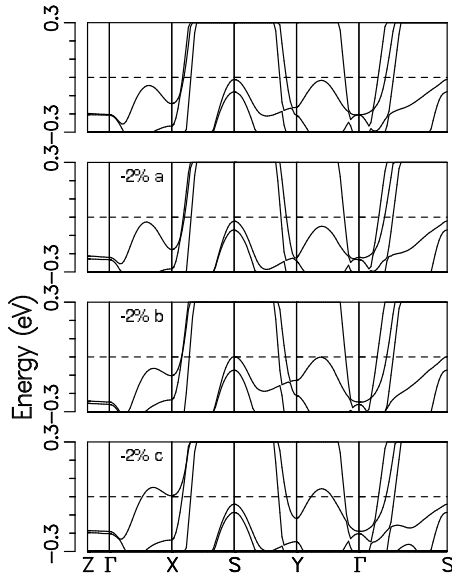 0.3
-0.3
-2% a
0.3
-0.3
-2% b
0.3
-0.3
-2% c
0.3
-0.3
Energy (eV)
Z Γ X S Y Γ S